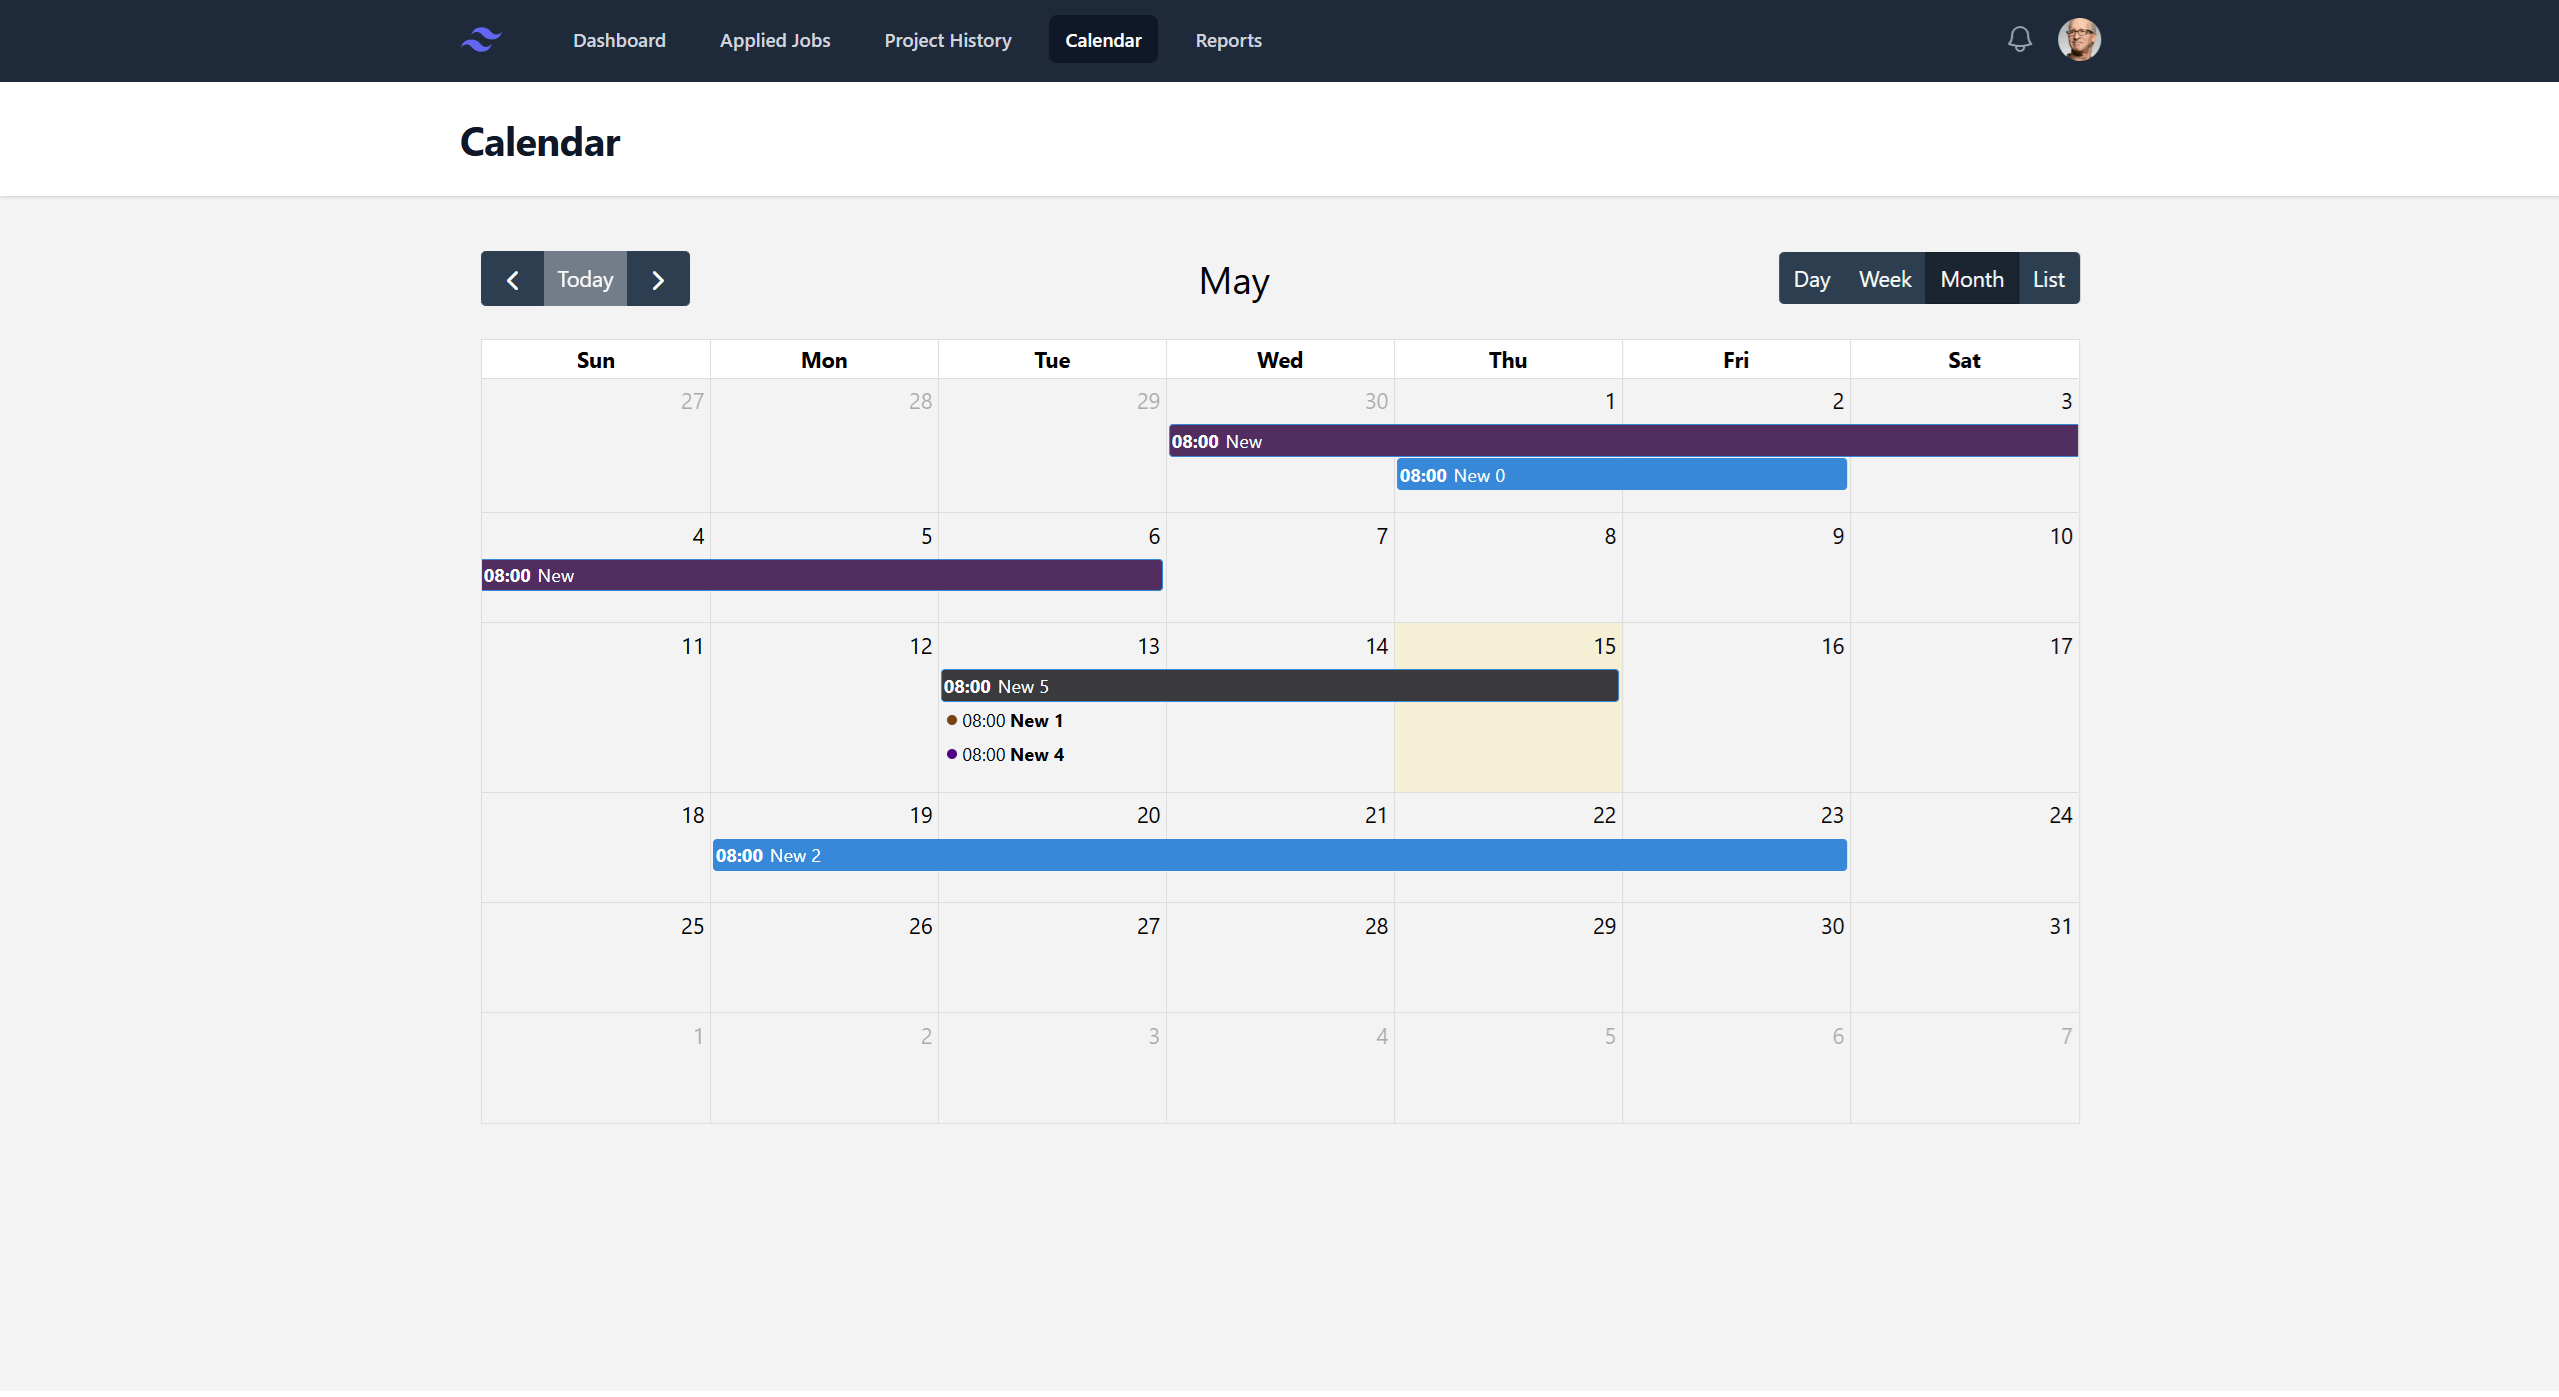 Dashboard Applied Jobs Project History Calendar Reports
Calendar
Today May Day Week Month List
Sun Mon Tue Wed Thu Fri Sat
27 28 29 30 1 2 3
08:00 New
08:00 New 0
4 5 6 7 8 9 10
08:00 New
11 12 13 14 15 16 17
08:00 New 5
08:00 New 1
08:00 New 4
18 19 20 21 22 23 24
08:00 New 2
25 26 27 28 29 30 31
1 2 3 4 5 6 7